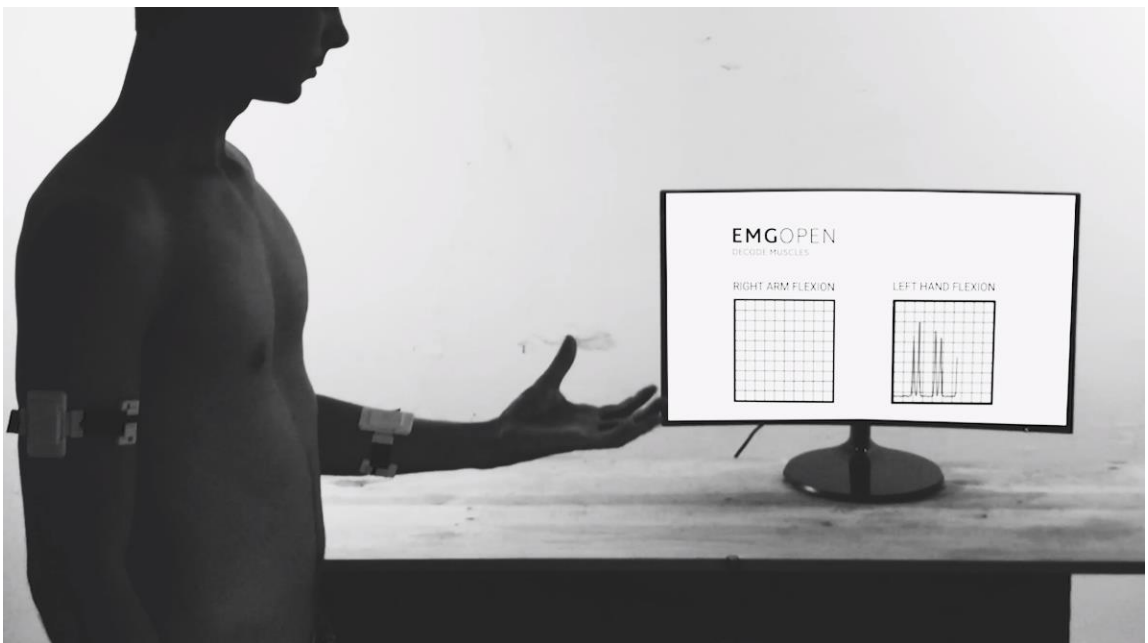 EMGOPEN
DECODE MUSCLES
RIGHT ARM FLEXION
LEFT HAND FLEXION